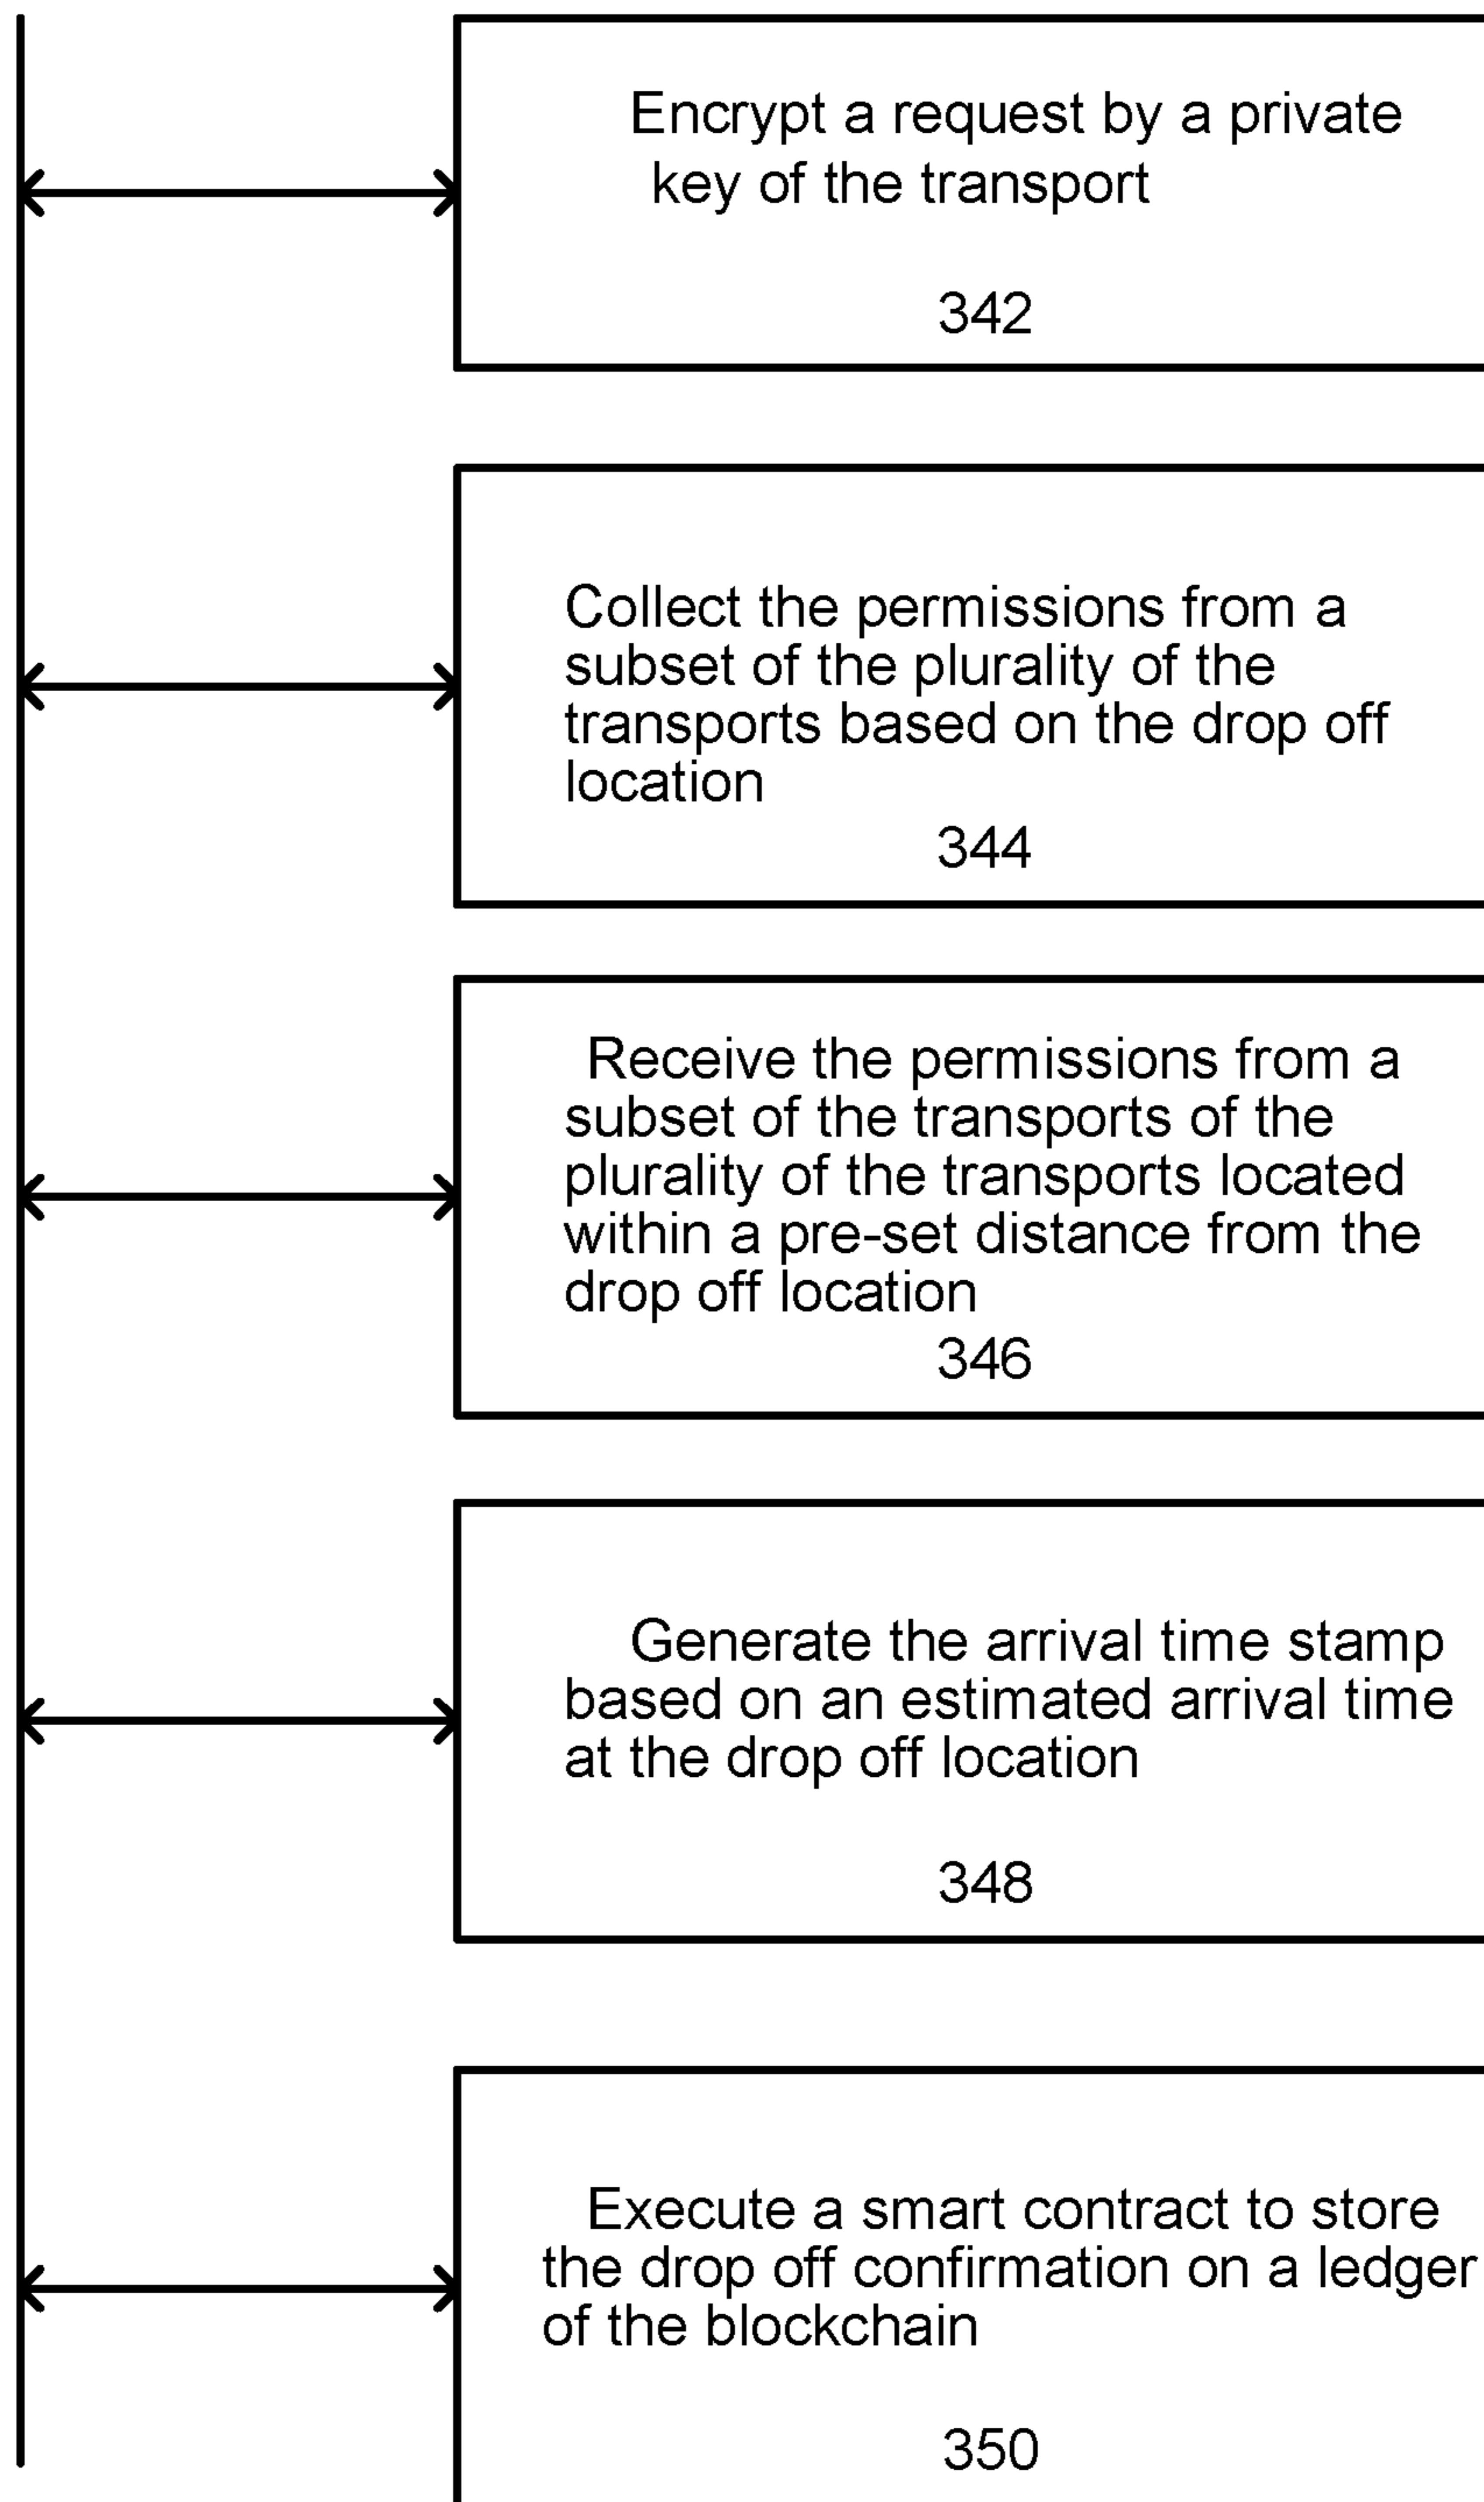 Encrypt a request by a private
key of the transport
342
Collect the permissions from a
subset of the plurality of the
transports based on the drop off
location
344
Receive the permissions from a
subset of the transports of the
plurality of the transports located
within a pre-set distance from the
drop off location
346
Generate the arrival time stamp
based on an estimated arrival time
at the drop off location
348
Execute a smart contract to store
the drop off confirmation on a ledger
of the blockchain
350